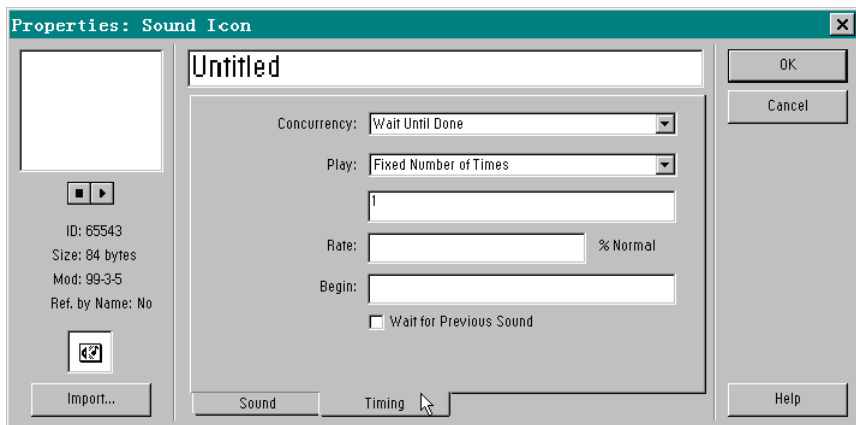 Properties: Sound Icon
Untitled
OK
Cancel
Concurrency: Wait Until Done
Play: Fixed Number of Times
1
Rate: % Normal
Begin:
Wait for Previous Sound
ID: 65543
Size: 84 bytes
Mod: 99-3-5
Ref. by Name: No
Import...
Sound
Timing
Help